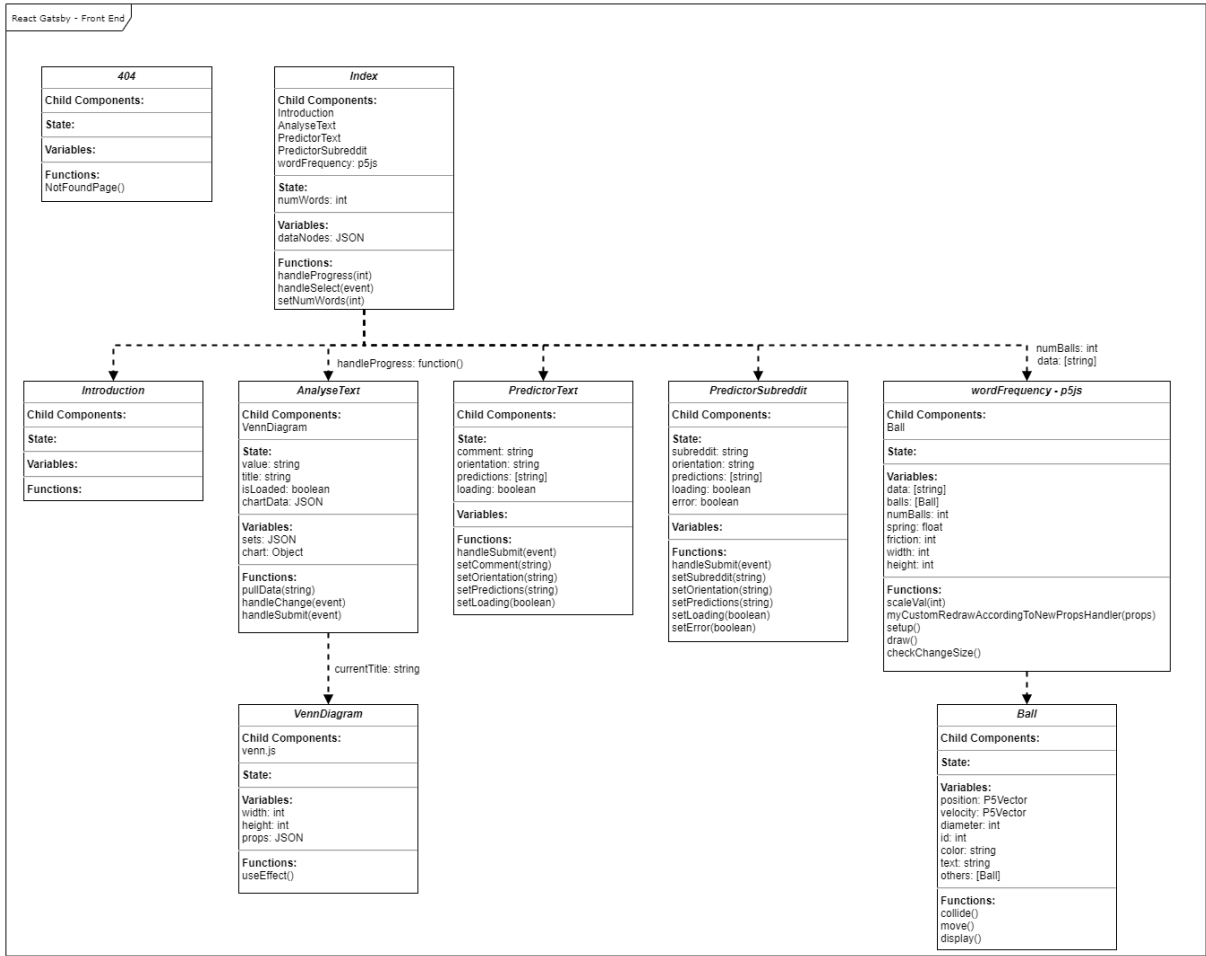 React Gatsby - Front End
404
Child Components:
State:
Variables:
Functions:
NotFoundPage()
Index
Child Components:
Introduction
AnalyseText
PredictorText
PredictorSubreddit
wordFrequency: p5js
State:
numWords: int
Variables:
dataNodes: JSON
Functions:
handleProgress(int)
handleSelect(event)
setNumWords(int)
handleProgress: function()
numBalls: int
data: [string]
Introduction
Child Components:
State:
Variables:
Functions:
AnalyseText
Child Components:
VennDiagram
State:
value: string
title: string
isLoaded: boolean
chartData: JSON
Variables:
sets: JSON
chart: Object
Functions:
pullData(string)
handleChange(event)
handleSubmit(event)
PredictorText
Child Components:
State:
comment: string
orientation: string
predictions: [string]
loading: boolean
Variables:
Functions:
handleSubmit(event)
setComment(string)
setOrientation(string)
setPredictions(string)
setLoading(boolean)
PredictorSubreddit
Child Components:
State:
subreddit: string
orientation: string
predictions: [string]
loading: boolean
error: boolean
Variables:
Functions:
handleSubmit(event)
setSubreddit(string)
setOrientation(string)
setPredictions(string)
setLoading(boolean)
setError(boolean)
wordFrequency - p5js
Child Components:
Ball
State:
Variables:
data: [string]
balls: [Ball]
numBalls: int
spring: float
friction: int
width: int
height: int
Functions:
scaleVal(int)
myCustomRedrawAccordingToNewPropsHandler(props)
setup()
draw()
checkChangeSize()
currentTitle: string
VennDiagram
Child Components:
venn.js
State:
Variables:
width: int
height: int
props: JSON
Functions:
useEffect()
Ball
Child Components:
State:
Variables:
position: P5Vector
velocity: P5Vector
diameter: int
id: int
color: string
text: string
others: [Ball]
Functions:
collide()
move()
display()